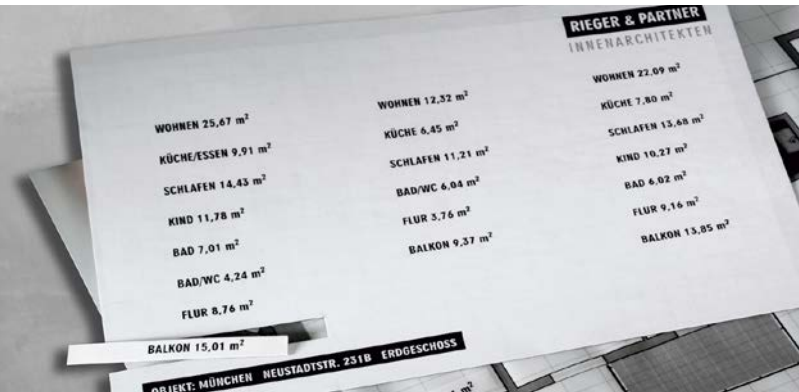 RIEGER & PARTNER
INNENARCHITEKTEN
WOHNEN 25,67 m²
KÜCHE/ESSEN 9,91 m²
SCHLAFEN 14,43 m²
KIND 11,78 m²
BAD 7,01 m²
BAD/WC 4,24 m²
FLUR 8,76 m²
BALKON 15,01 m²
WOHNEN 12,32 m²
KÜCHE 6,45 m²
SCHLAFEN 11,21 m²
BAD/WC 6,04 m²
FLUR 3,76 m²
BALKON 9,37 m²
WOHNEN 22,09 m²
KÜCHE 7,80 m²
SCHLAFEN 13,68 m²
KIND 10,27 m²
BAD 6,02 m²
FLUR 9,16 m²
BALKON 13,85 m²
OBJEKT: MÜNCHEN NEUSTADTSTR. 231B ERDGESCHOSS
m²